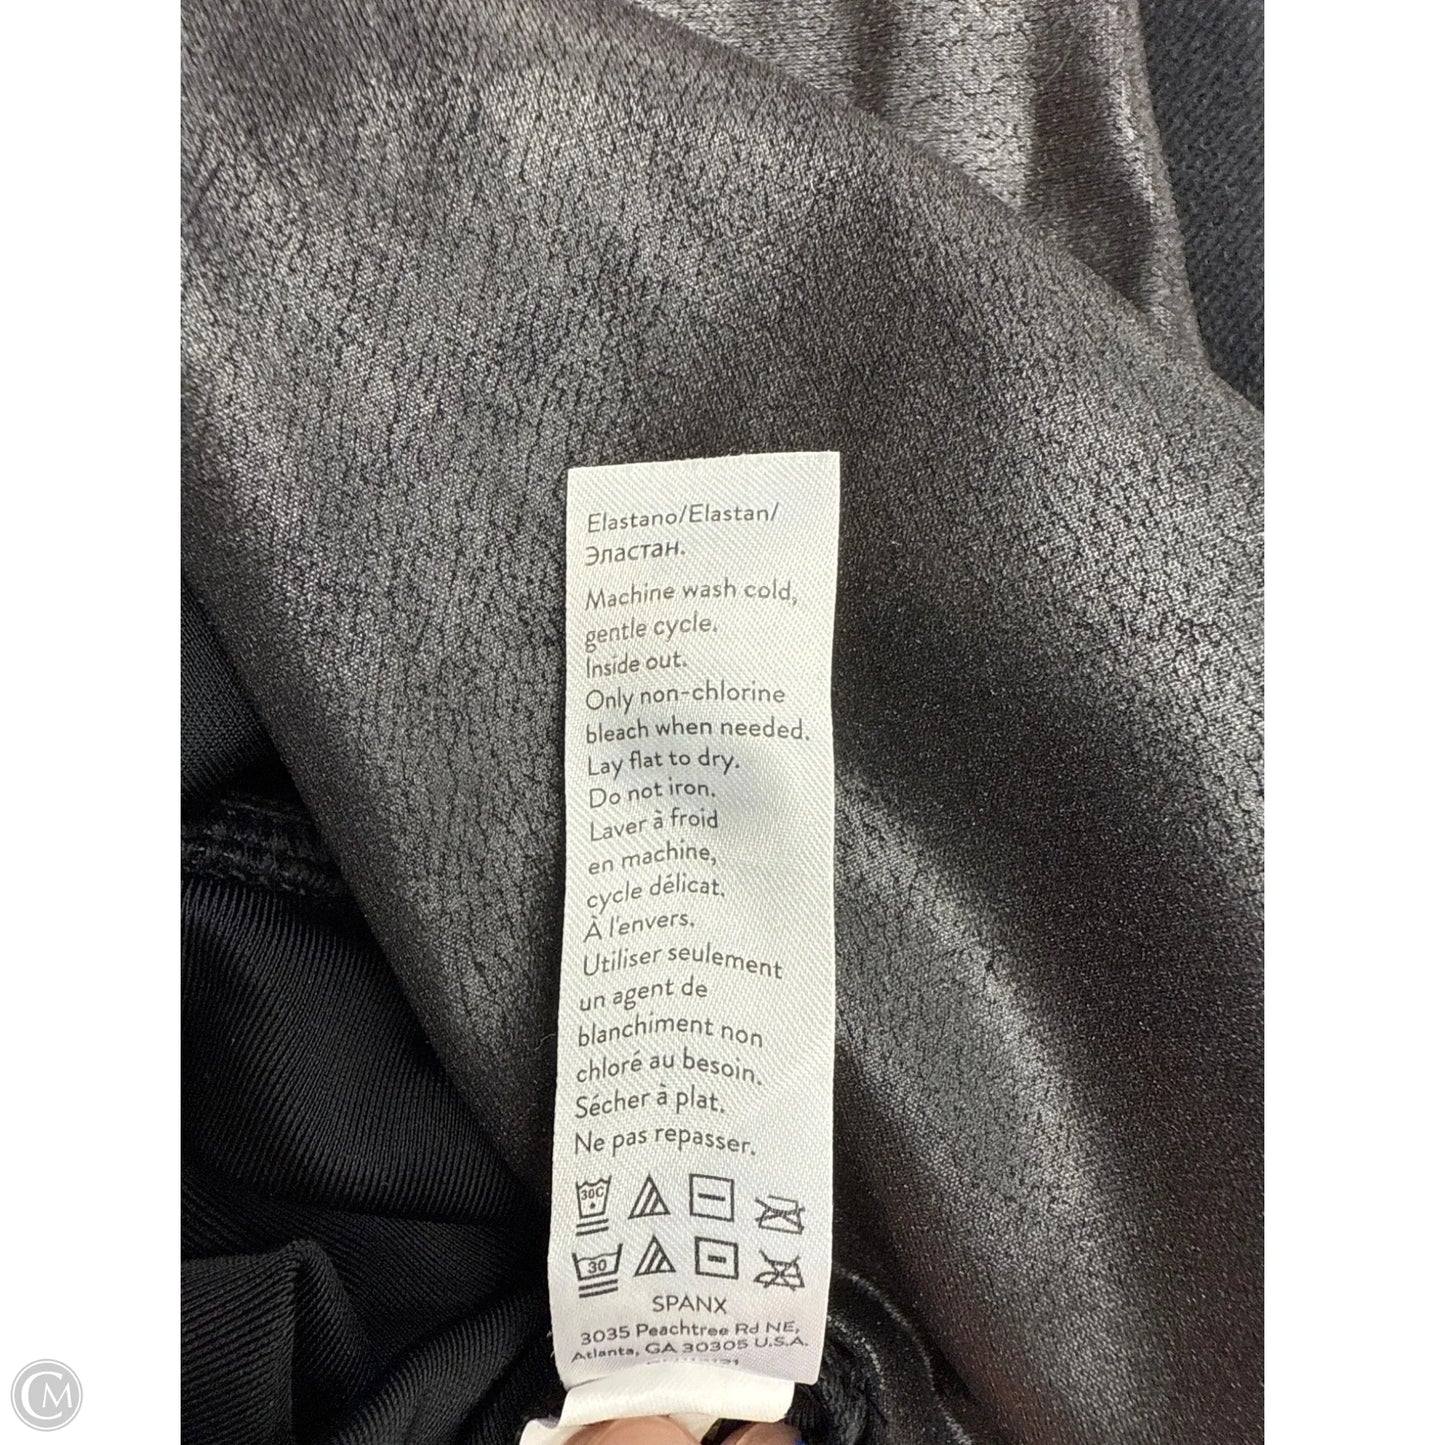 Elastano/Elastan/
Эластан.
Machine wash cold,
gentle cycle.
Inside out.
Only non-chlorine
bleach when needed.
Lay flat to dry.
Do not iron.
Laver à froid
en machine,
cycle délicat.
À l'envers.
Utiliser seulement
un agent de
blanchiment non
chloré au besoin.
Sécher à plat.
Ne pas repasser.
30C
30
SPANX
3035 Peachtree Rd NE,
Atlanta, GA 30305 U.S.A.
CM